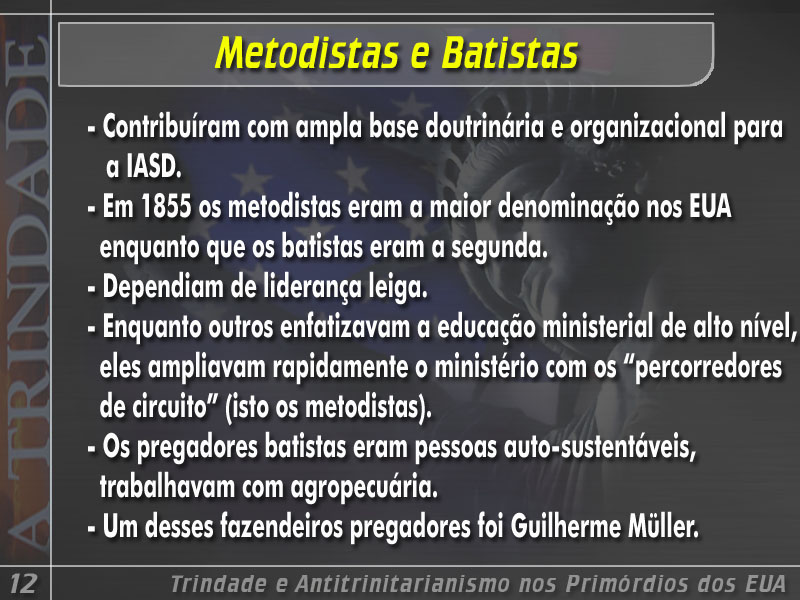 Metodistas e Batistas
- Contribuíram com ampla base doutrinária e organizacional para
a IASD.
- Em 1855 os metodistas eram a maior denominação nos EUA
enquanto que os batistas eram a segunda.
- Dependiam de liderança leiga.
- Enquanto outros enfatizavam a educação ministerial de alto nível,
eles ampliavam rapidamente o ministério com os “percorredores
de circuito” (isto os metodistas).
- Os pregadores batistas eram pessoas auto-sustentáveis,
trabalhavam com agropecuária.
- Um desses fazendeiros pregadores foi Guilherme Müller.
A TRINDADE
12
Trindade e Antitrinitarianismo nos Primórdios dos EUA